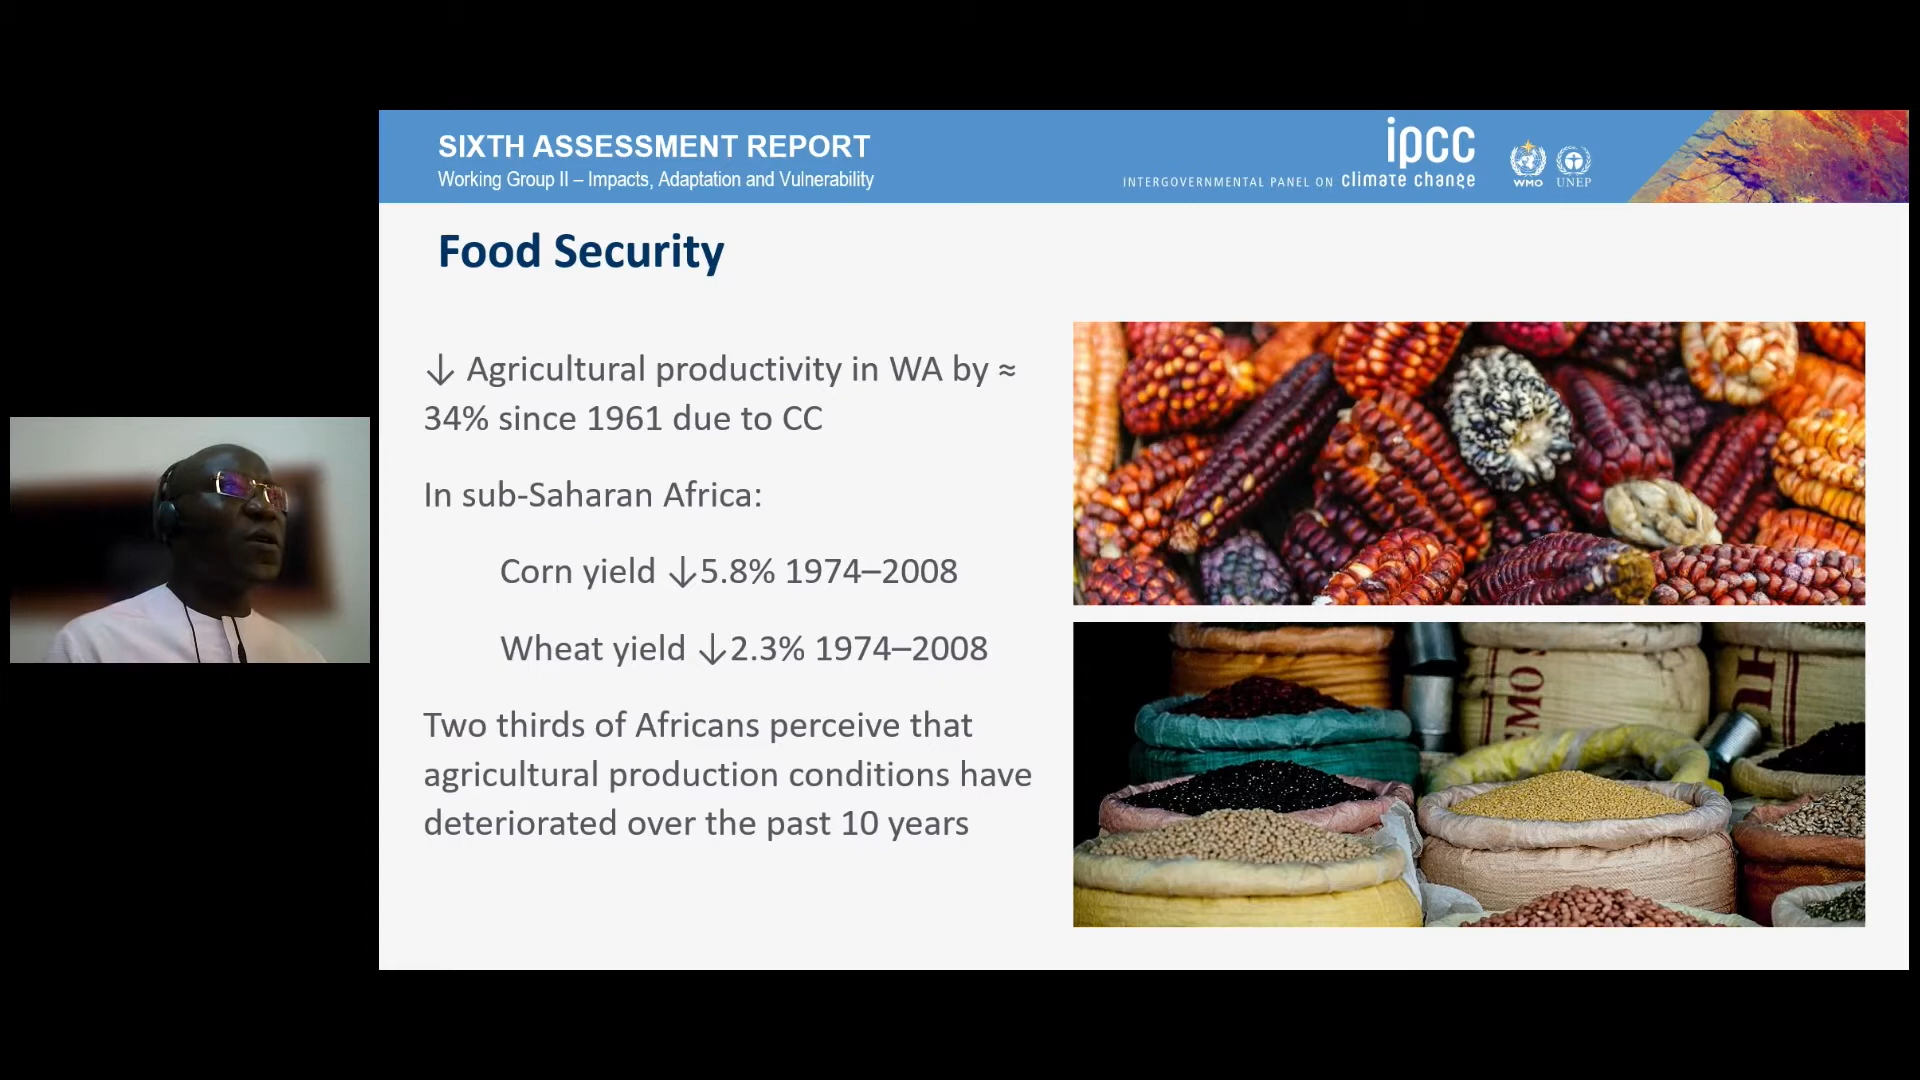 SIXTH ASSESSMENT REPORT
Working Group II – Impacts, Adaptation and Vulnerability
ipcc
INTERGOVERNMENTAL PANEL ON climate change
WMO
UNEP
Food Security
↓ Agricultural productivity in WA by ≈
34% since 1961 due to CC
In sub-Saharan Africa:
Corn yield ↓5.8% 1974–2008
Wheat yield ↓2.3% 1974–2008
Two thirds of Africans perceive that
agricultural production conditions have
deteriorated over the past 10 years